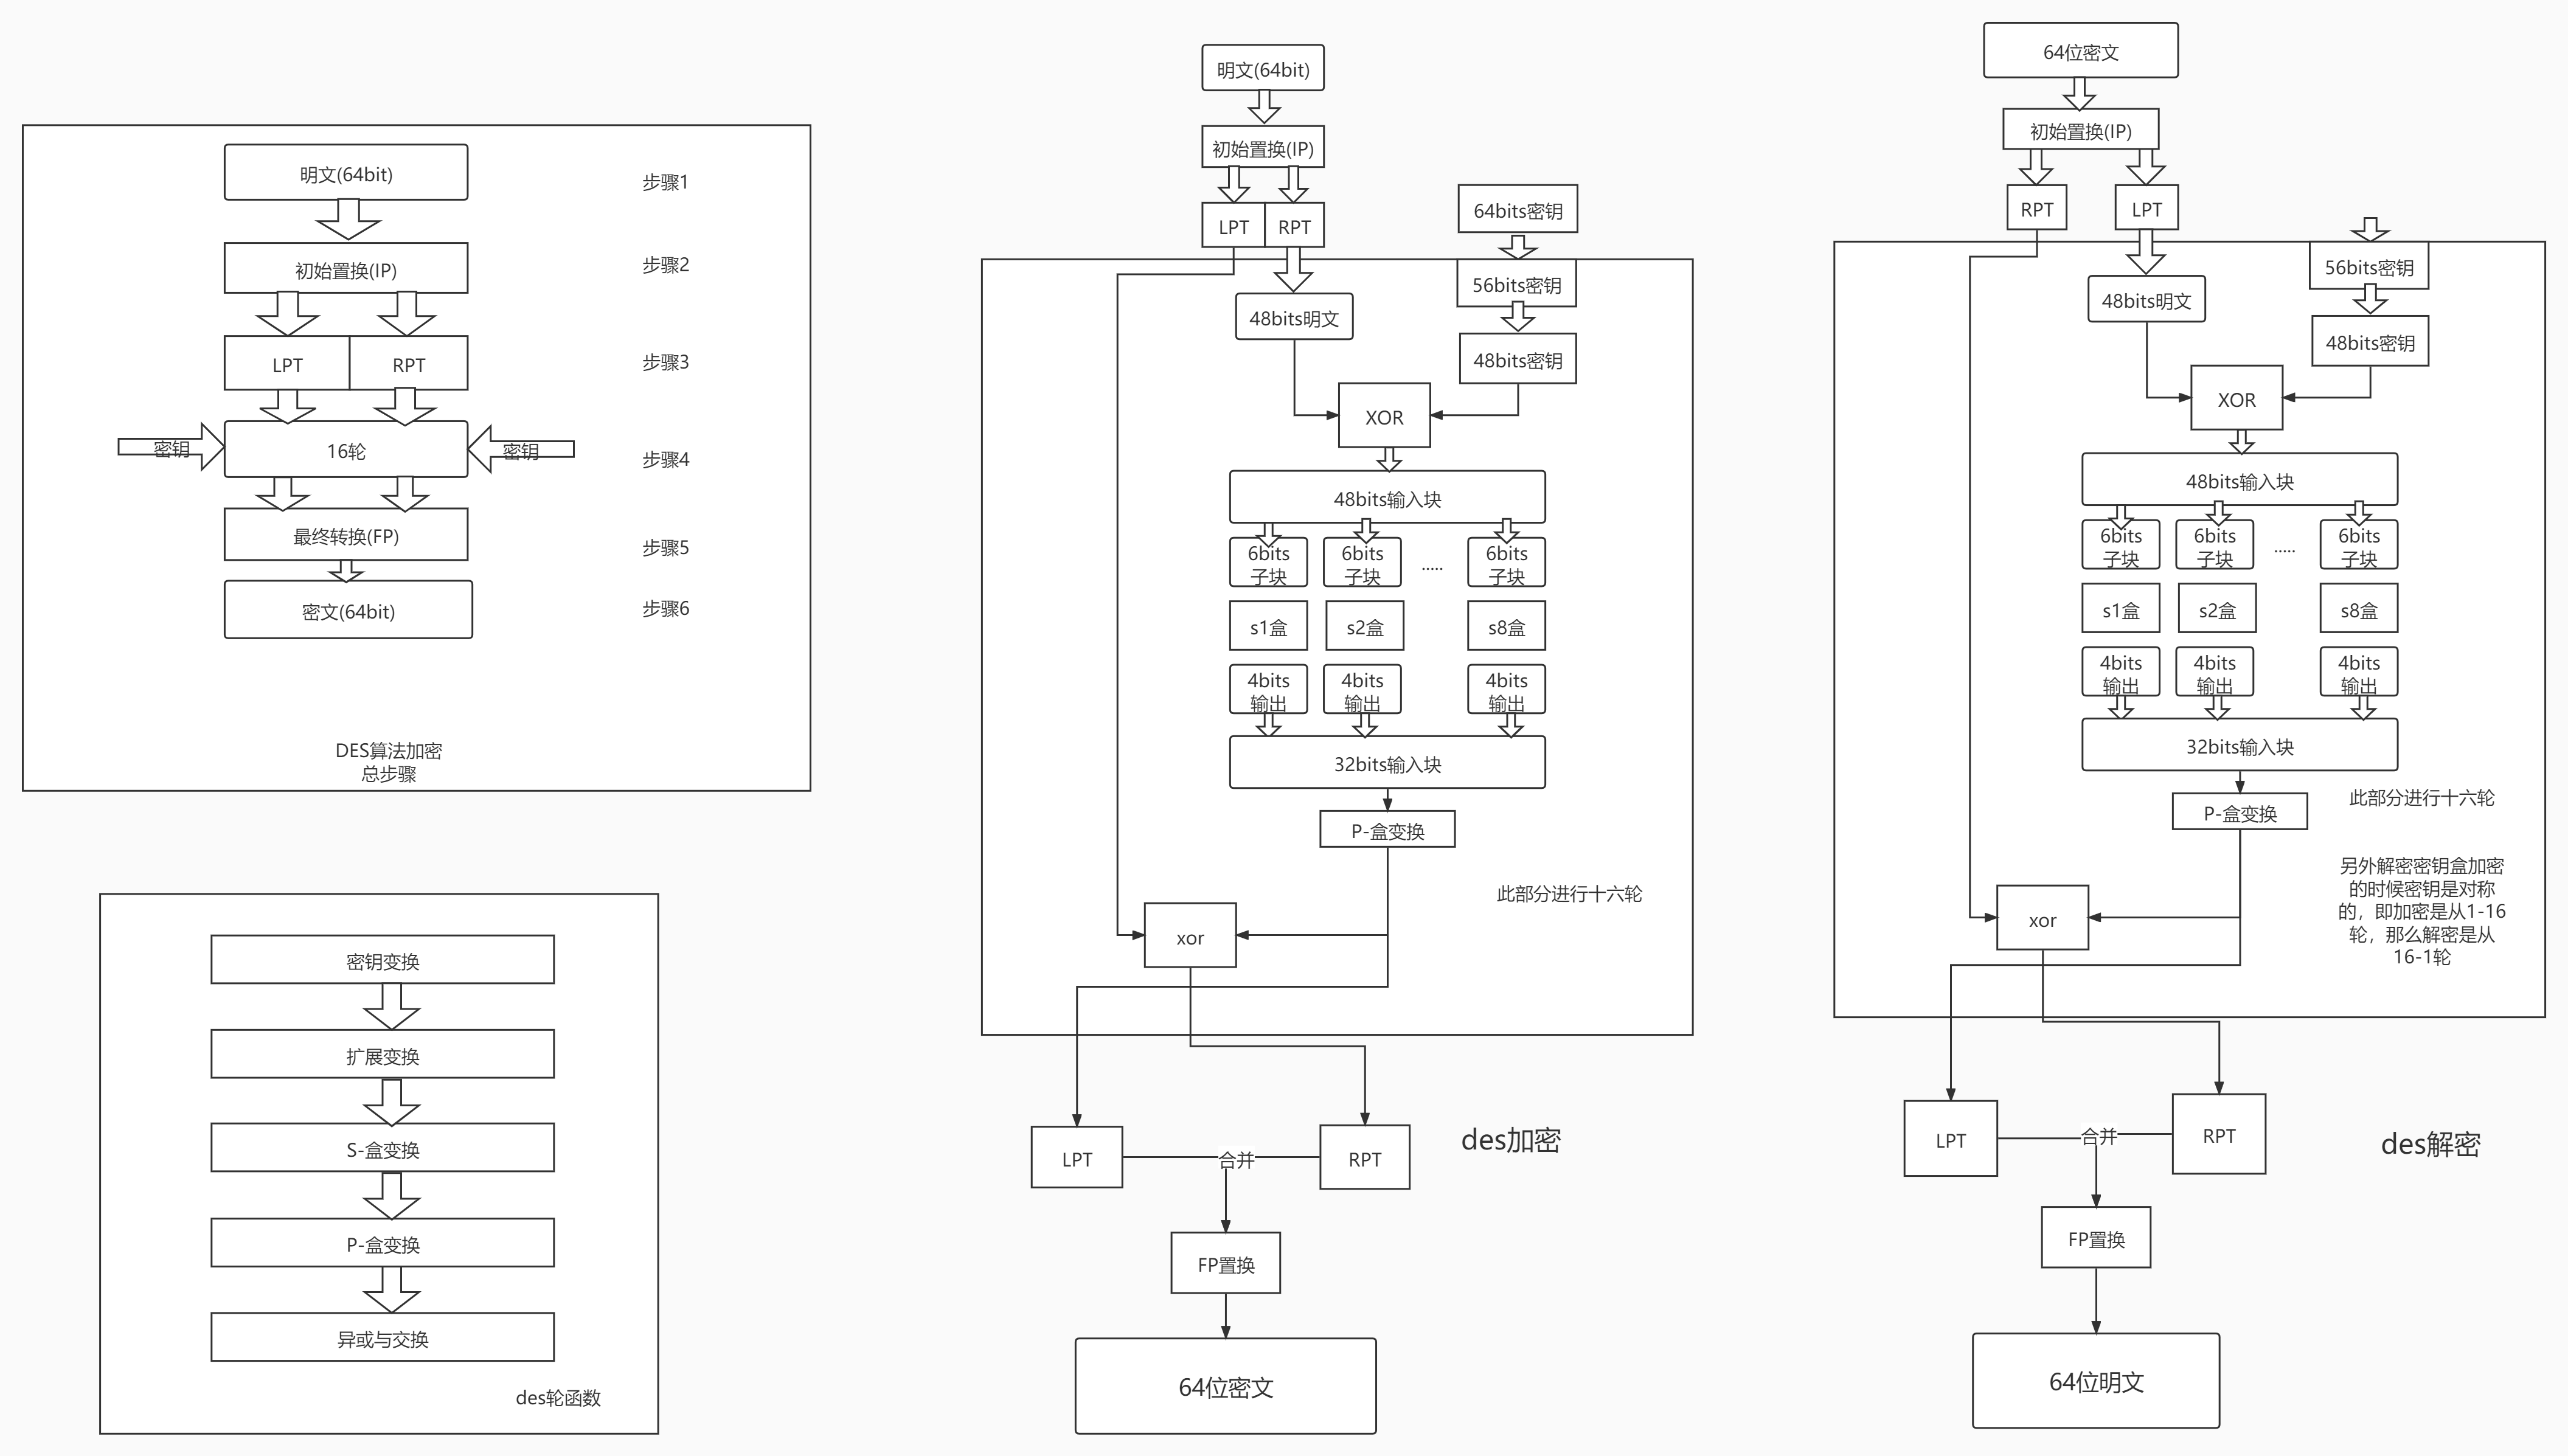 明文(64bit)
步骤1
初始置换(IP)
步骤2
LPT
RPT
步骤3
密钥
16轮
密钥
步骤4
最终转换(FP)
步骤5
密文(64bit)
步骤6
DES算法加密
总步骤
密钥变换
扩展变换
S-盒变换
P-盒变换
异或与交换
des轮函数
明文(64bit)
初始置换(IP)
LPT
RPT
64bits密钥
56bits密钥
48bits明文
48bits密钥
XOR
48bits输入块
6bits
子块
6bits
子块
.....
6bits
子块
s1盒
s2盒
s8盒
4bits
输出
4bits
输出
4bits
输出
32bits输入块
P-盒变换
此部分进行十六轮
xor
LPT
合并
RPT
des加密
FP置换
64位密文
64位密文
初始置换(IP)
RPT
LPT
56bits密钥
48bits明文
48bits密钥
XOR
48bits输入块
6bits
子块
6bits
子块
.....
6bits
子块
s1盒
s2盒
s8盒
4bits
输出
4bits
输出
4bits
输出
32bits输入块
此部分进行十六轮
P-盒变换
另外解密密钥盒加密
的时候密钥是对称
的，即加密是从1-16
轮，那么解密是从
16-1轮
xor
LPT
合并
RPT
des解密
FP置换
64位明文